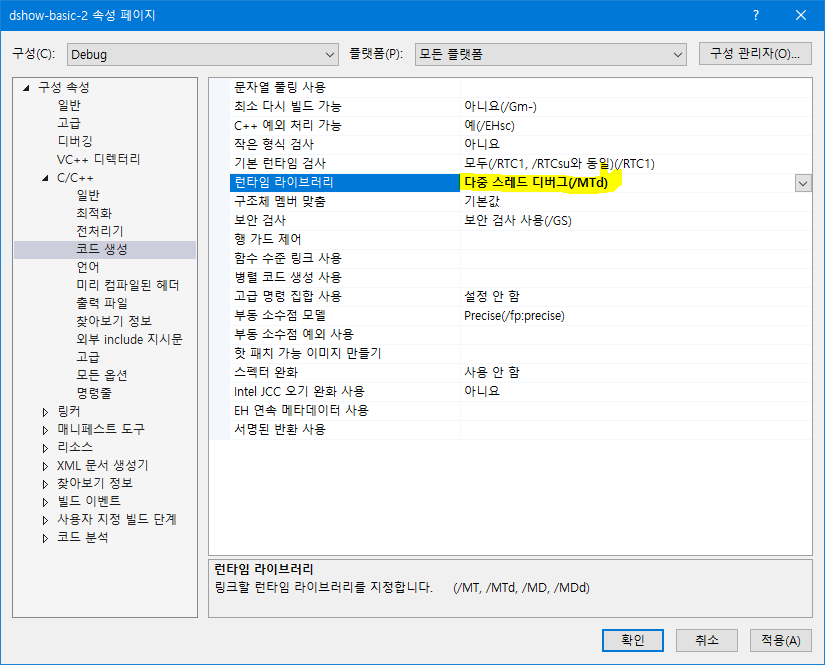 dshow-basic-2 속성 페이지
구성(C): Debug 플랫폼(P): 모든 플랫폼 구성 관리자(O)...
구성 속성
일반
고급
디버깅
VC++ 디렉터리
C/C++
일반
최적화
전처리기
코드 생성
언어
미리 컴파일된 헤더
출력 파일
찾아보기 정보
외부 include 지시문
고급
모든 옵션
명령줄
링커
매니페스트 도구
리소스
XML 문서 생성기
찾아보기 정보
빌드 이벤트
사용자 지정 빌드 단계
코드 분석
문자열 풀링 사용
최소 다시 빌드 가능 아니요(/Gm-)
C++ 예외 처리 가능 예(/EHsc)
작은 형식 검사 아니요
기본 런타임 검사 모두(/RTC1, /RTCsu와 동일)(/RTC1)
런타임 라이브러리 다중 스레드 디버그(/MTd)
구조체 멤버 맞춤 기본값
보안 검사 보안 검사 사용(/GS)
행 가드 제어
함수 수준 링크 사용
병렬 코드 생성 사용
고급 명령 집합 사용 설정 안 함
부동 소수점 모델 Precise(/fp:precise)
부동 소수점 예외 사용
핫 패치 가능 이미지 만들기
스펙터 완화 사용 안 함
Intel JCC 오기 완화 사용 아니요
EH 연속 메타데이터 사용
서명된 반환 사용
런타임 라이브러리
링크할 런타임 라이브러리를 지정합니다. (/MT, /MTd, /MD, /MDd)
확인 취소 적용(A)